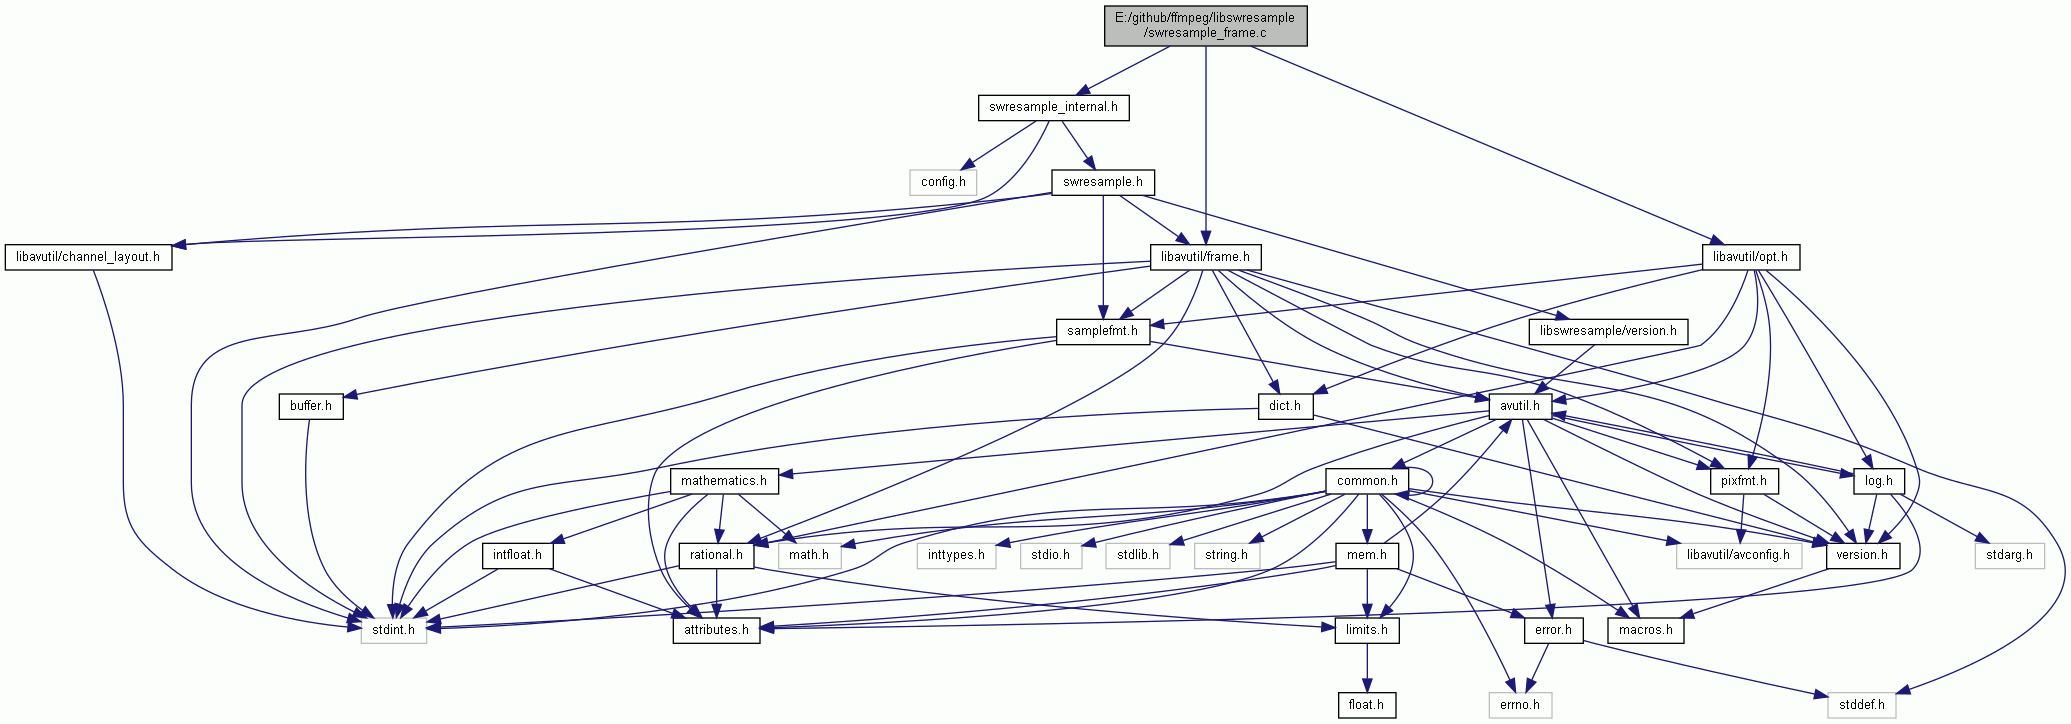 E:/github/ffmpeg/libswresample
/swresample_frame.c
swresample_internal.h
config.h
swresample.h
libavutil/channel_layout.h
libavutil/frame.h
libavutil/opt.h
samplefmt.h
libswresample/version.h
buffer.h
dict.h
avutil.h
mathematics.h
common.h
pixfmt.h
log.h
intfloat.h
rational.h
math.h
inttypes.h
stdio.h
stdlib.h
string.h
mem.h
libavutil/avconfig.h
version.h
stdarg.h
stdint.h
attributes.h
limits.h
error.h
macros.h
float.h
errno.h
stddef.h